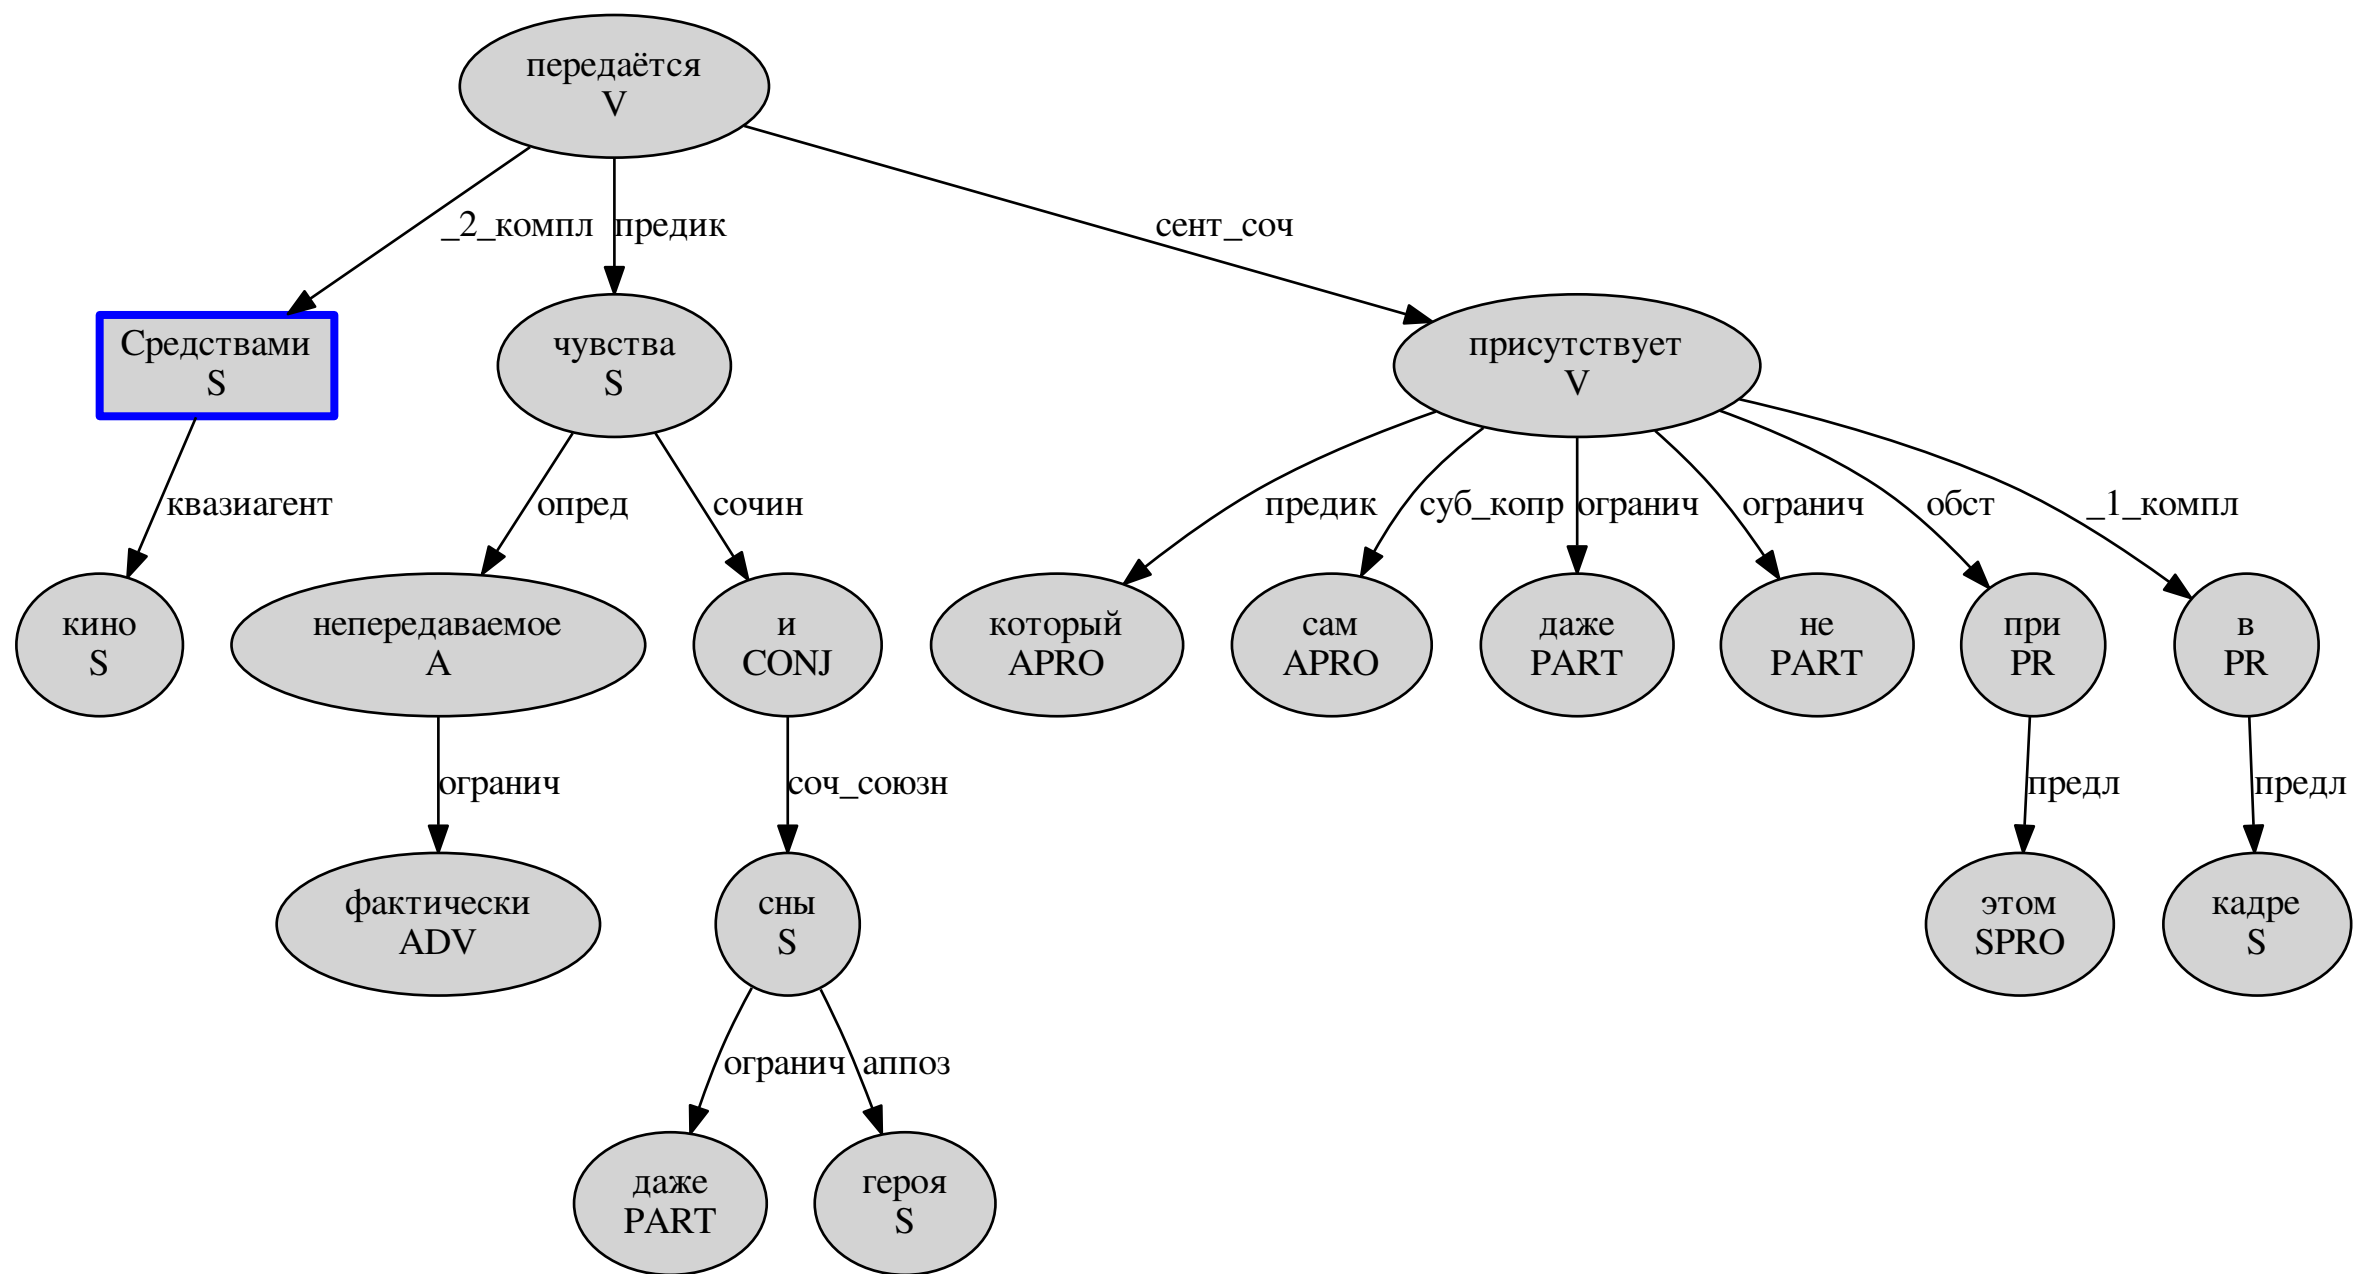 передаётся
V
_2_компл
предик
сент_соч
Средствами
S
чувства
S
присутствует
V
квазиагент
опред
сочин
предик
суб_копр
огранич
огранич
обст
_1_компл
кино
S
непередаваемое
A
и
CONJ
который
APRO
сам
APRO
даже
PART
не
PART
при
PR
в
PR
огранич
соч_союзн
предл
предл
фактически
ADV
сны
S
этом
SPRO
кадре
S
огранич
аппоз
даже
PART
героя
S